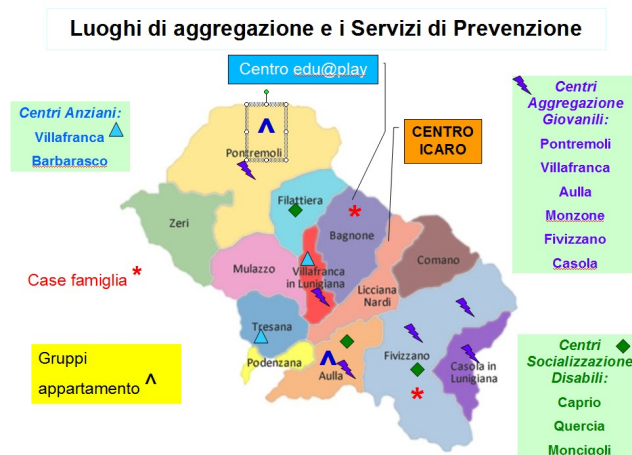 Luoghi di aggregazione e i Servizi di Prevenzione
Centro edu@play
Centri Anziani:
Villafranca
Barbarasco
CENTRO
ICARO
Centri
Aggregazione
Giovanili:
Pontremoli
Villafranca
Aulla
Monzone
Fivizzano
Casola
Pontremoli
Zeri
Filattiera
Bagnone
Mulazzo
Villafranca
in Lunigiana
Comano
Licciana
Nardi
Tresana
Podenzana
Aulla
Fivizzano
Casola in
Lunigiana
Case famiglia *
Gruppi
appartamento ^
Centri
Socializzazione
Disabili:
Caprio
Quercia
Moncigoli